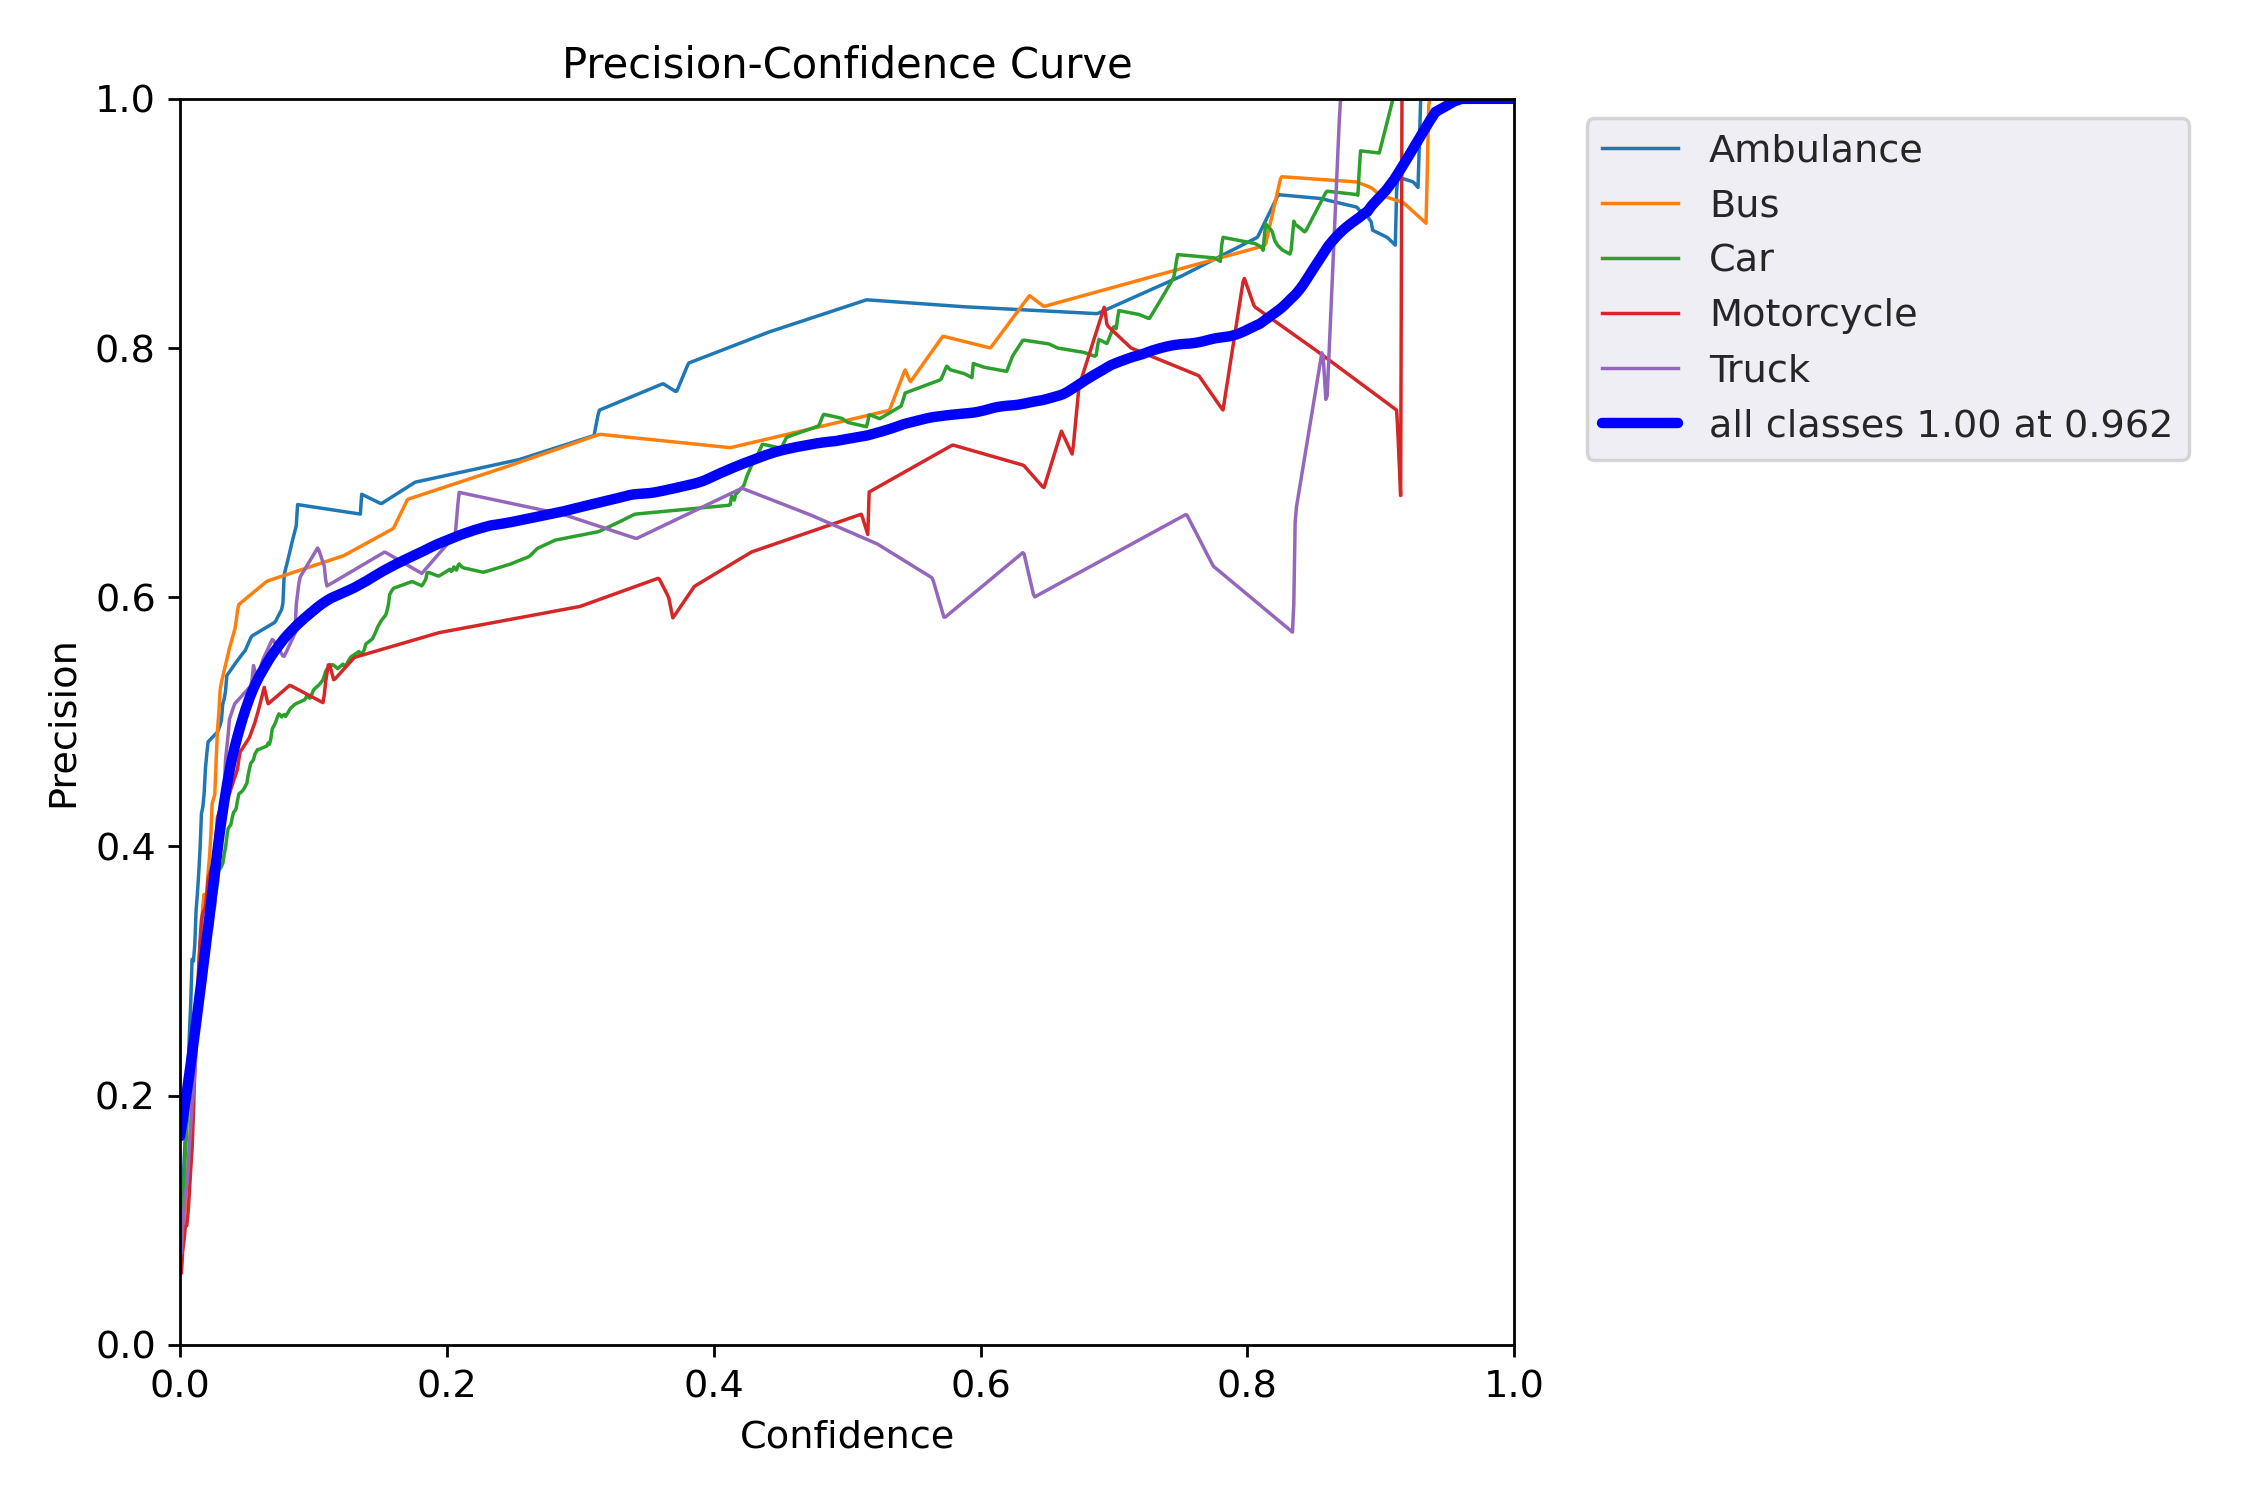 Precision-Confidence Curve
1.0
0.8
0.6
0.4
0.2
0.0
Precision
0.0 0.2 0.4 0.6 0.8 1.0
Confidence
Ambulance
Bus
Car
Motorcycle
Truck
all classes 1.00 at 0.962